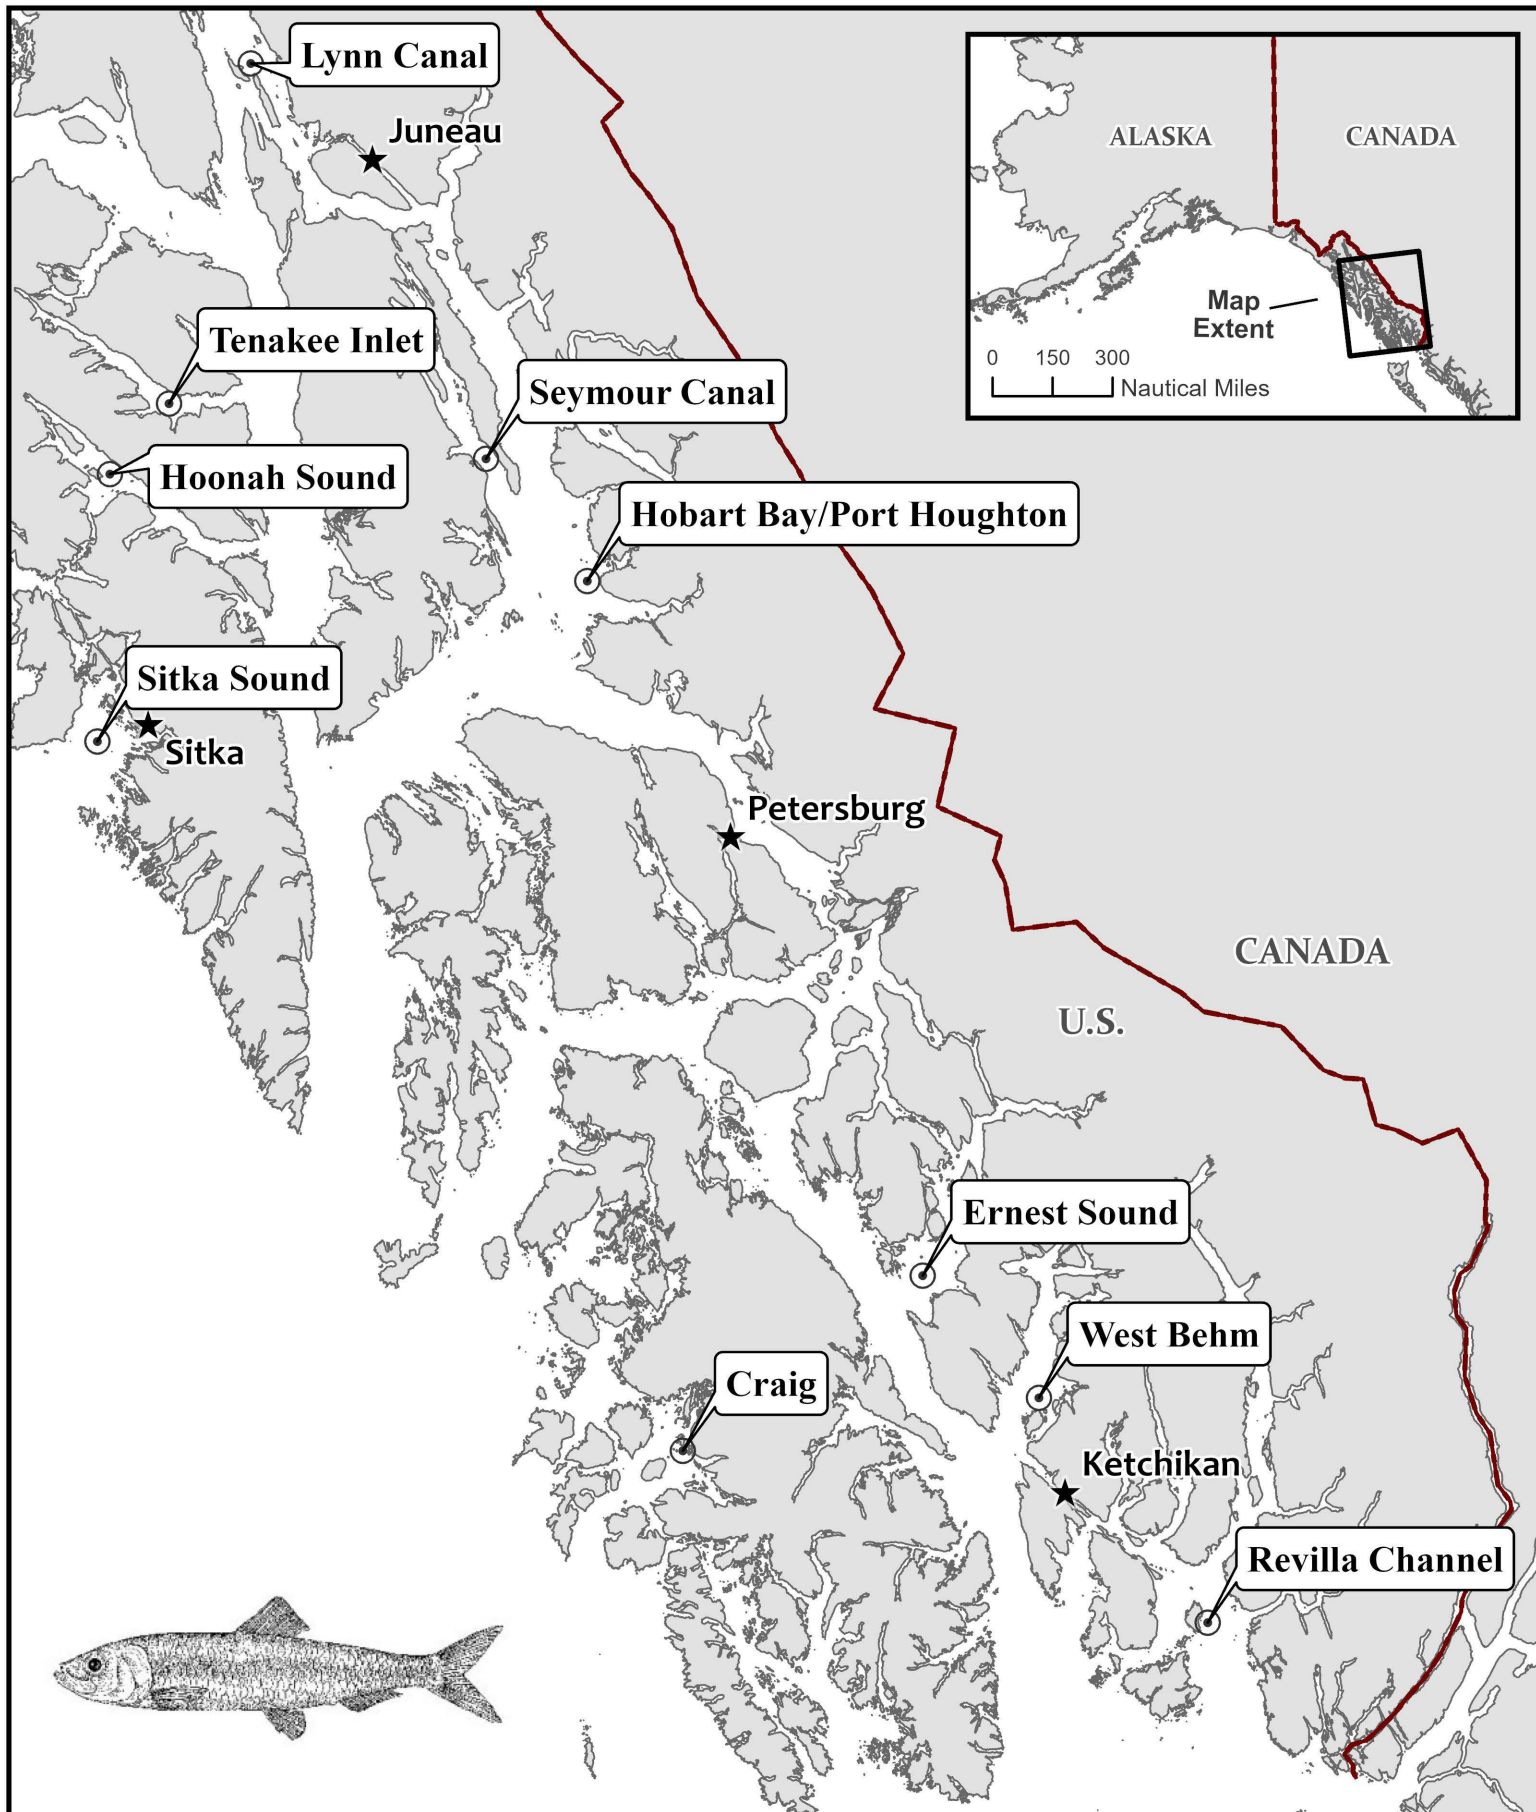 Lynn Canal
Juneau
ALASKA
CANADA
Map
Extent
0 150 300
Nautical Miles
Tenakee Inlet
Seymour Canal
Hoonah Sound
Hobart Bay/Port Houghton
Sitka Sound
Sitka
Petersburg
CANADA
U.S.
Ernest Sound
West Behm
Craig
Ketchikan
Revilla Channel